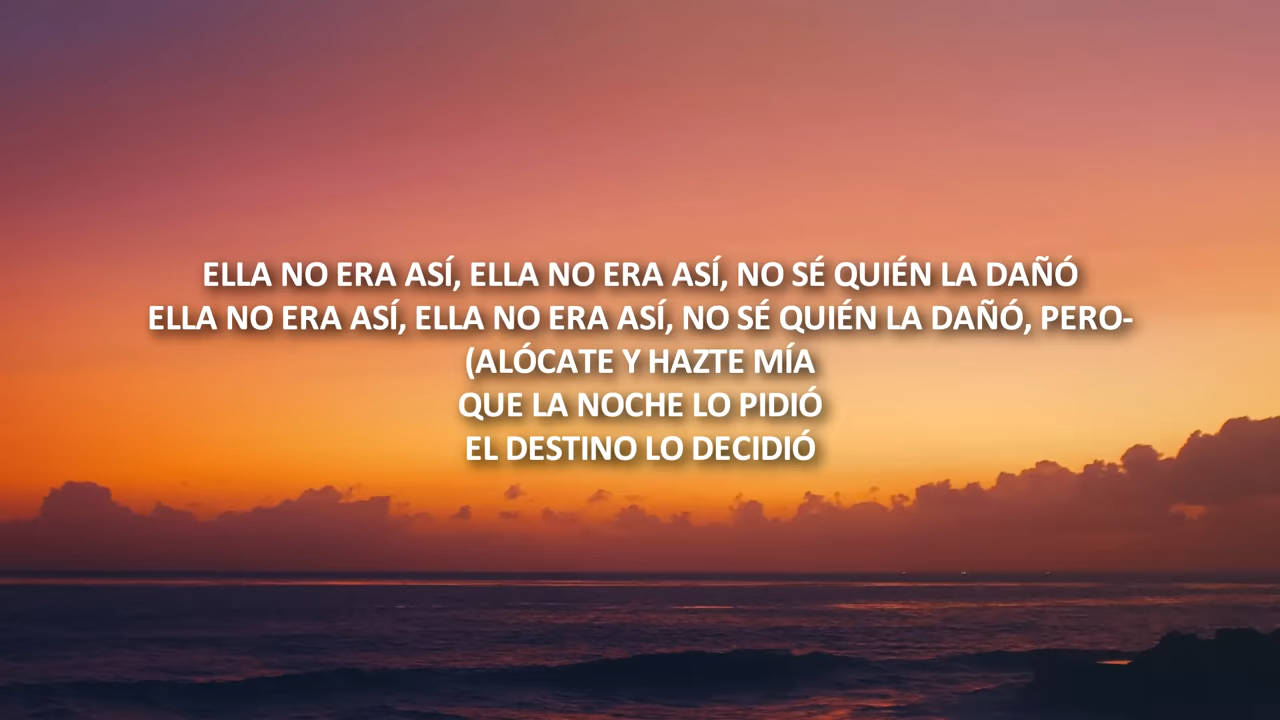 ELLA NO ERA ASÍ, ELLA NO ERA ASÍ, NO SÉ QUIÉN LA DAÑÓ
ELLA NO ERA ASÍ, ELLA NO ERA ASÍ, NO SÉ QUIÉN LA DAÑÓ, PERO-
(ALÓCATE Y HAZTE MÍA
QUE LA NOCHE LO PIDIÓ
EL DESTINO LO DECIDIÓ